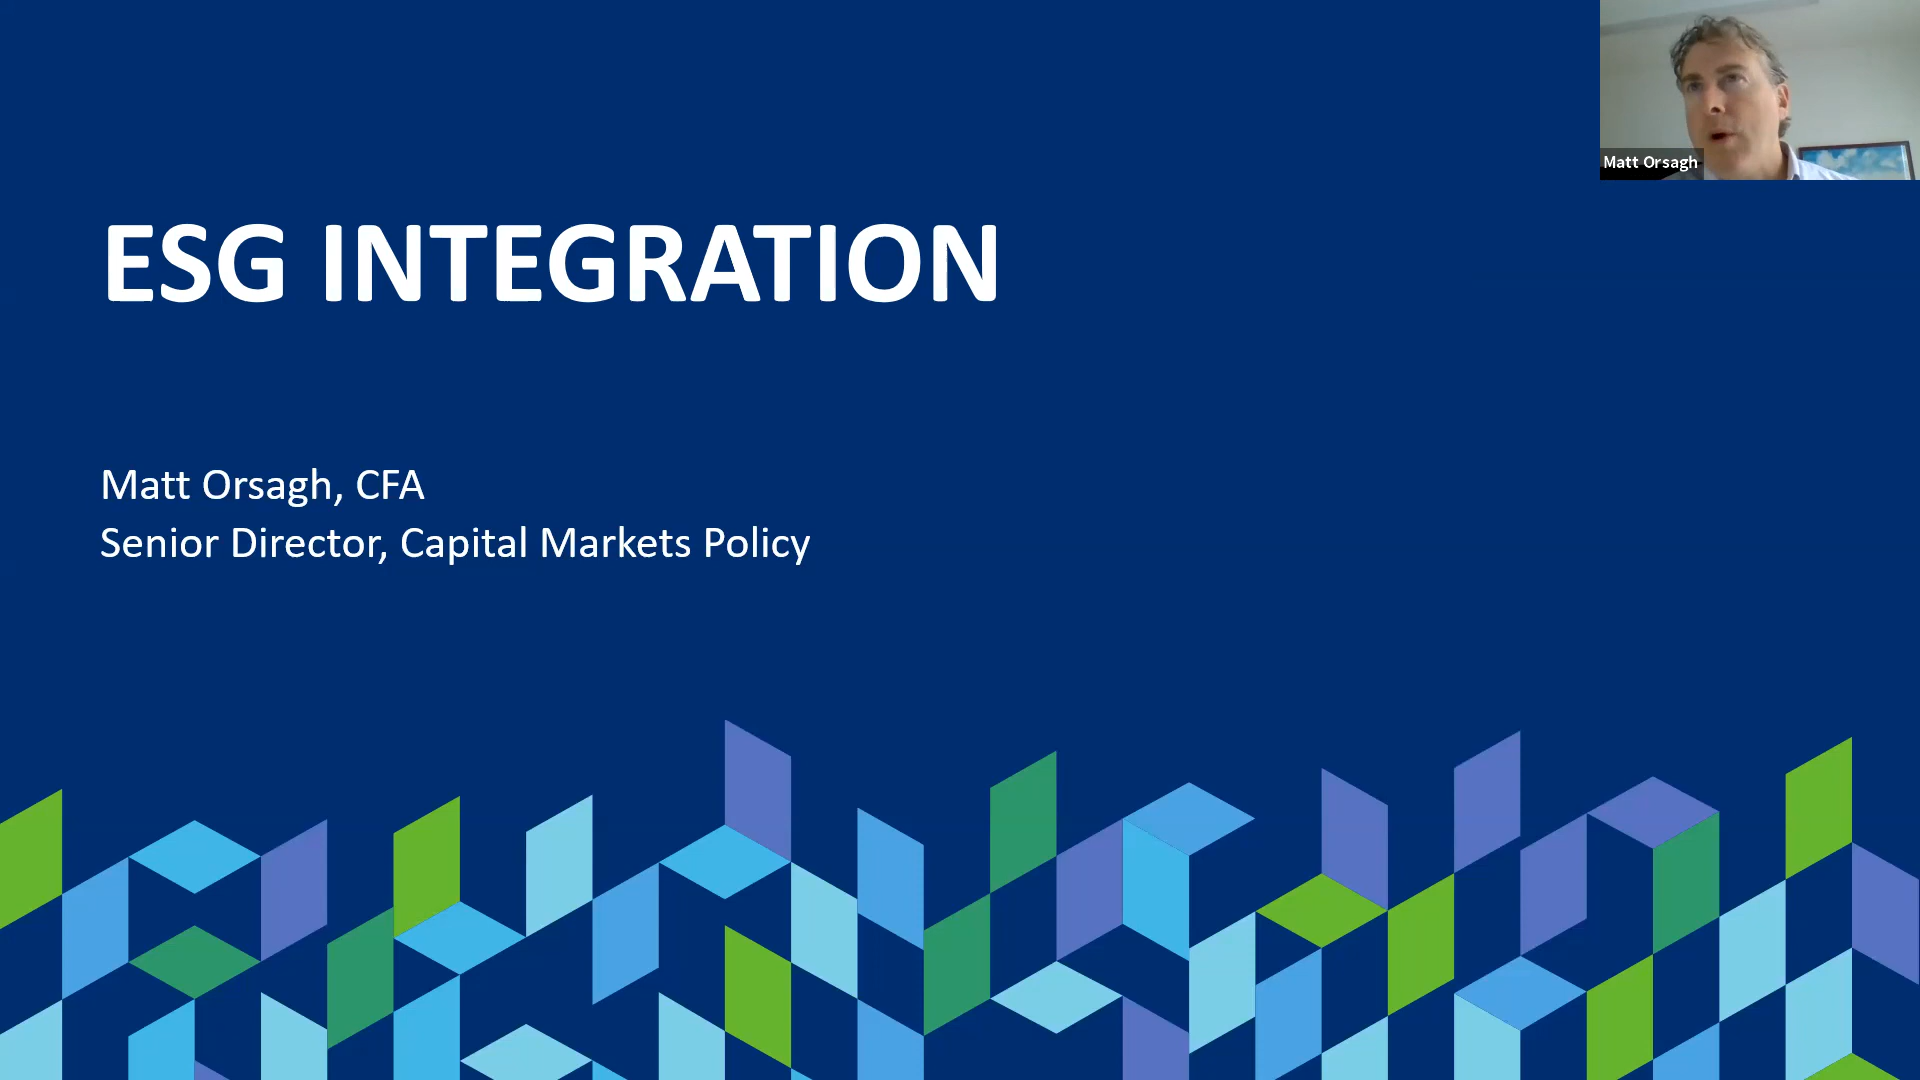 Matt Orsagh
ESG INTEGRATION
Matt Orsagh, CFA
Senior Director, Capital Markets Policy